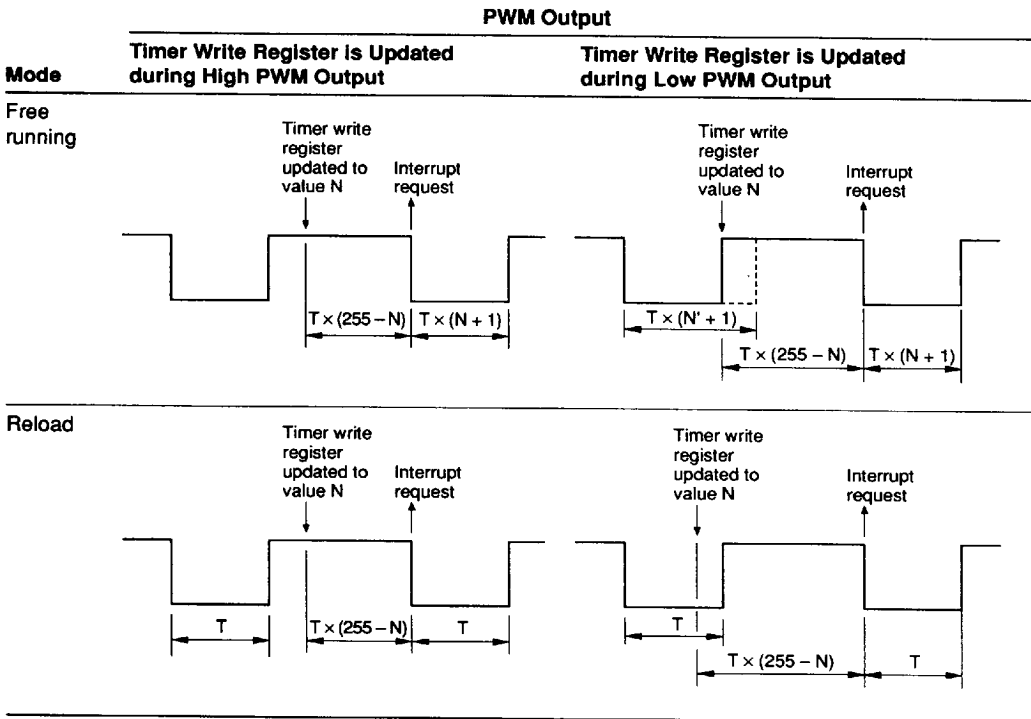 PWM Output
Mode
Timer Write Register is Updated
during High PWM Output
Timer Write Register is Updated
during Low PWM Output
Free
running
Timer write
register
updated to
value N
Interrupt
request
T × (255 – N)
T × (N + 1)
Timer write
register
updated to
value N
Interrupt
request
T × (N' + 1)
T × (255 – N)
T × (N + 1)
Reload
Timer write
register
updated to
value N
Interrupt
request
T
T × (255 – N)
T
Timer write
register
updated to
value N
Interrupt
request
T
T × (255 – N)
T